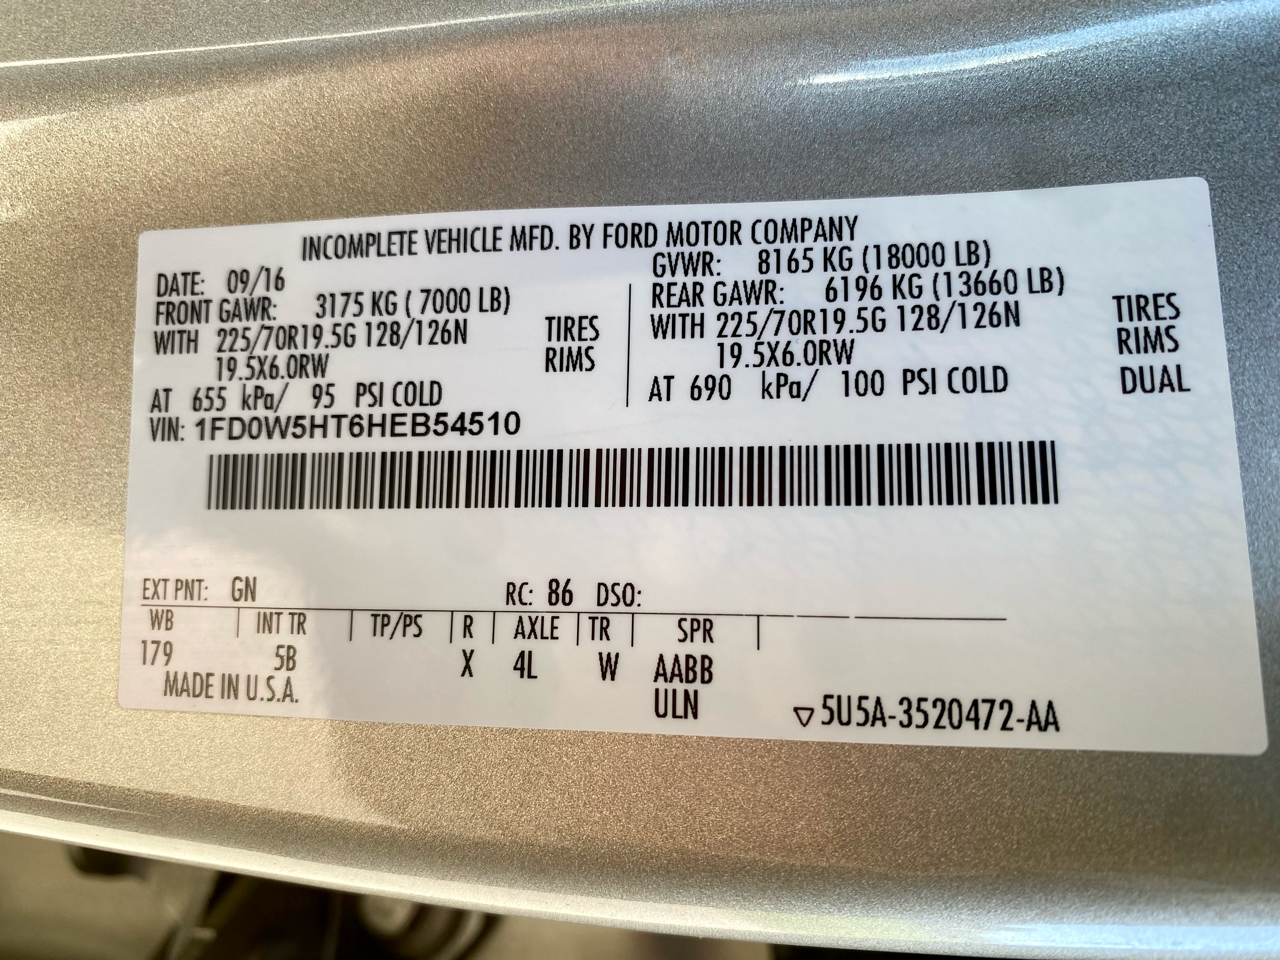 INCOMPLETE VEHICLE MFD. BY FORD MOTOR COMPANY
DATE: 09/16
GVWR: 8165 KG (18000 LB)
FRONT GAWR: 3175 KG ( 7000 LB)
WITH 225/70R19.5G 128/126N TIRES
19.5X6.0RW RIMS
AT 655 kPa/ 95 PSI COLD
REAR GAWR: 6196 KG (13660 LB)
WITH 225/70R19.5G 128/126N TIRES
19.5X6.0RW RIMS
AT 690 kPa/ 100 PSI COLD DUAL
VIN: 1FD0W5HT6HEB54510
EXT PNT: GN RC: 86 DSO:
WB INT TR TP/PS R AXLE TR SPR
179 5B X 4L W AABB
MADE IN U.S.A. ULN
▽5U5A-3520472-AA